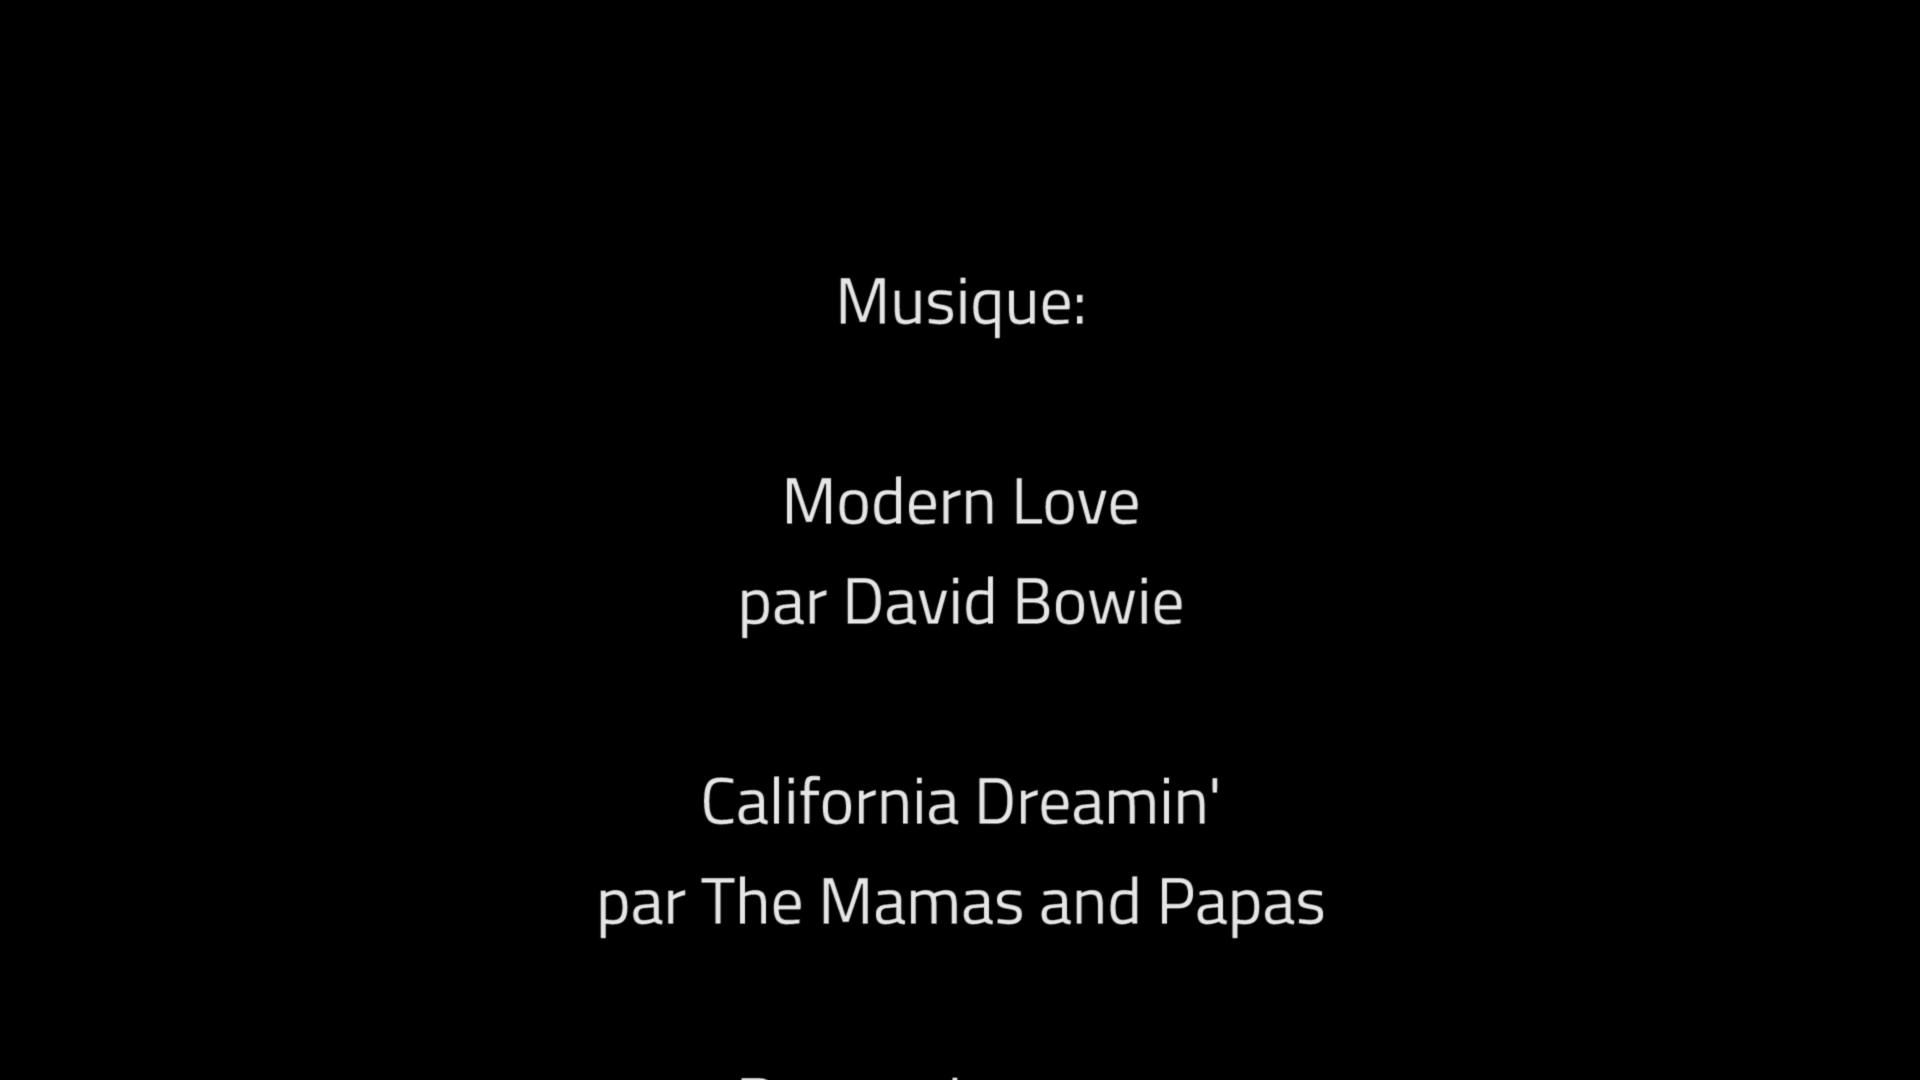 Musique:
Modern Love
par David Bowie
California Dreamin'
par The Mamas and Papas